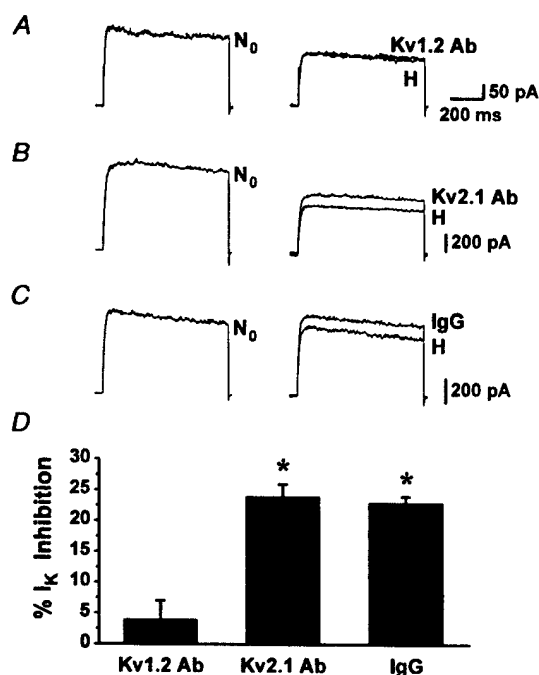 A
N0
Kv1.2 Ab
H
50 pA
200 ms
B
N0
Kv2.1 Ab
H
200 pA
C
N0
IgG
H
200 pA
D
% IK Inhibition
30
25
20
15
10
5
0
*
*
Kv1.2 Ab
Kv2.1 Ab
IgG